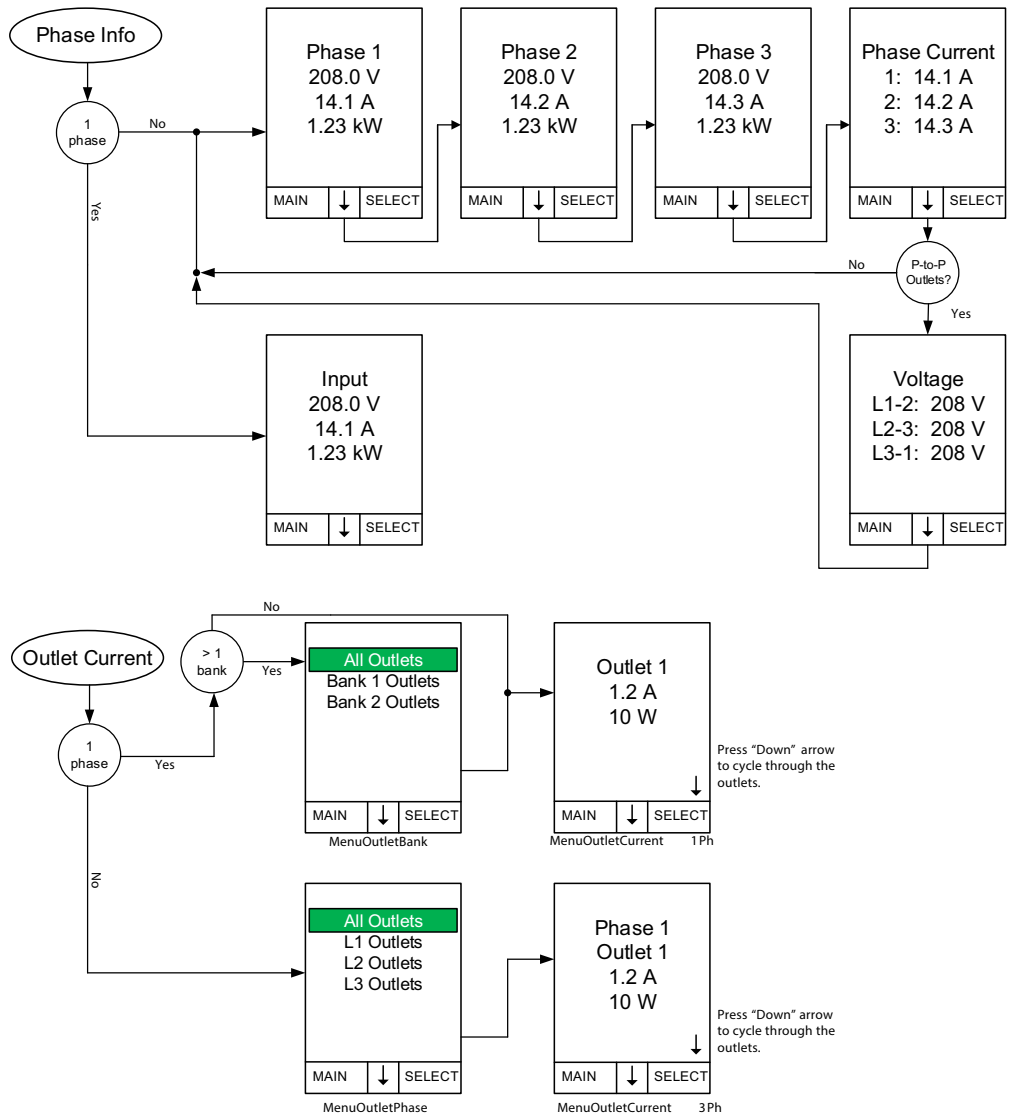 Phase Info
1
phase
No
Yes
Phase 1
208.0 V
14.1 A
1.23 kW
MAIN ↓ SELECT
Phase 2
208.0 V
14.2 A
1.23 kW
MAIN ↓ SELECT
Phase 3
208.0 V
14.3 A
1.23 kW
MAIN ↓ SELECT
Phase Current
1: 14.1 A
2: 14.2 A
3: 14.3 A
MAIN ↓ SELECT
P-to-P
Outlets?
No
Yes
Input
208.0 V
14.1 A
1.23 kW
MAIN ↓ SELECT
Voltage
L1-2: 208 V
L2-3: 208 V
L3-1: 208 V
MAIN ↓ SELECT
Outlet Current
1
phase
Yes
No
> 1
bank
No
Yes
All Outlets
Bank 1 Outlets
Bank 2 Outlets
MAIN ↓ SELECT
MenuOutletBank
Outlet 1
1.2 A
10 W
↓
MAIN ↓ SELECT
MenuOutletCurrent 1Ph
Press “Down” arrow
to cycle through the
outlets.
All Outlets
L1 Outlets
L2 Outlets
L3 Outlets
MAIN ↓ SELECT
MenuOutletPhase
Phase 1
Outlet 1
1.2 A
10 W
↓
MAIN ↓ SELECT
MenuOutletCurrent 3Ph
Press “Down” arrow
to cycle through the
outlets.